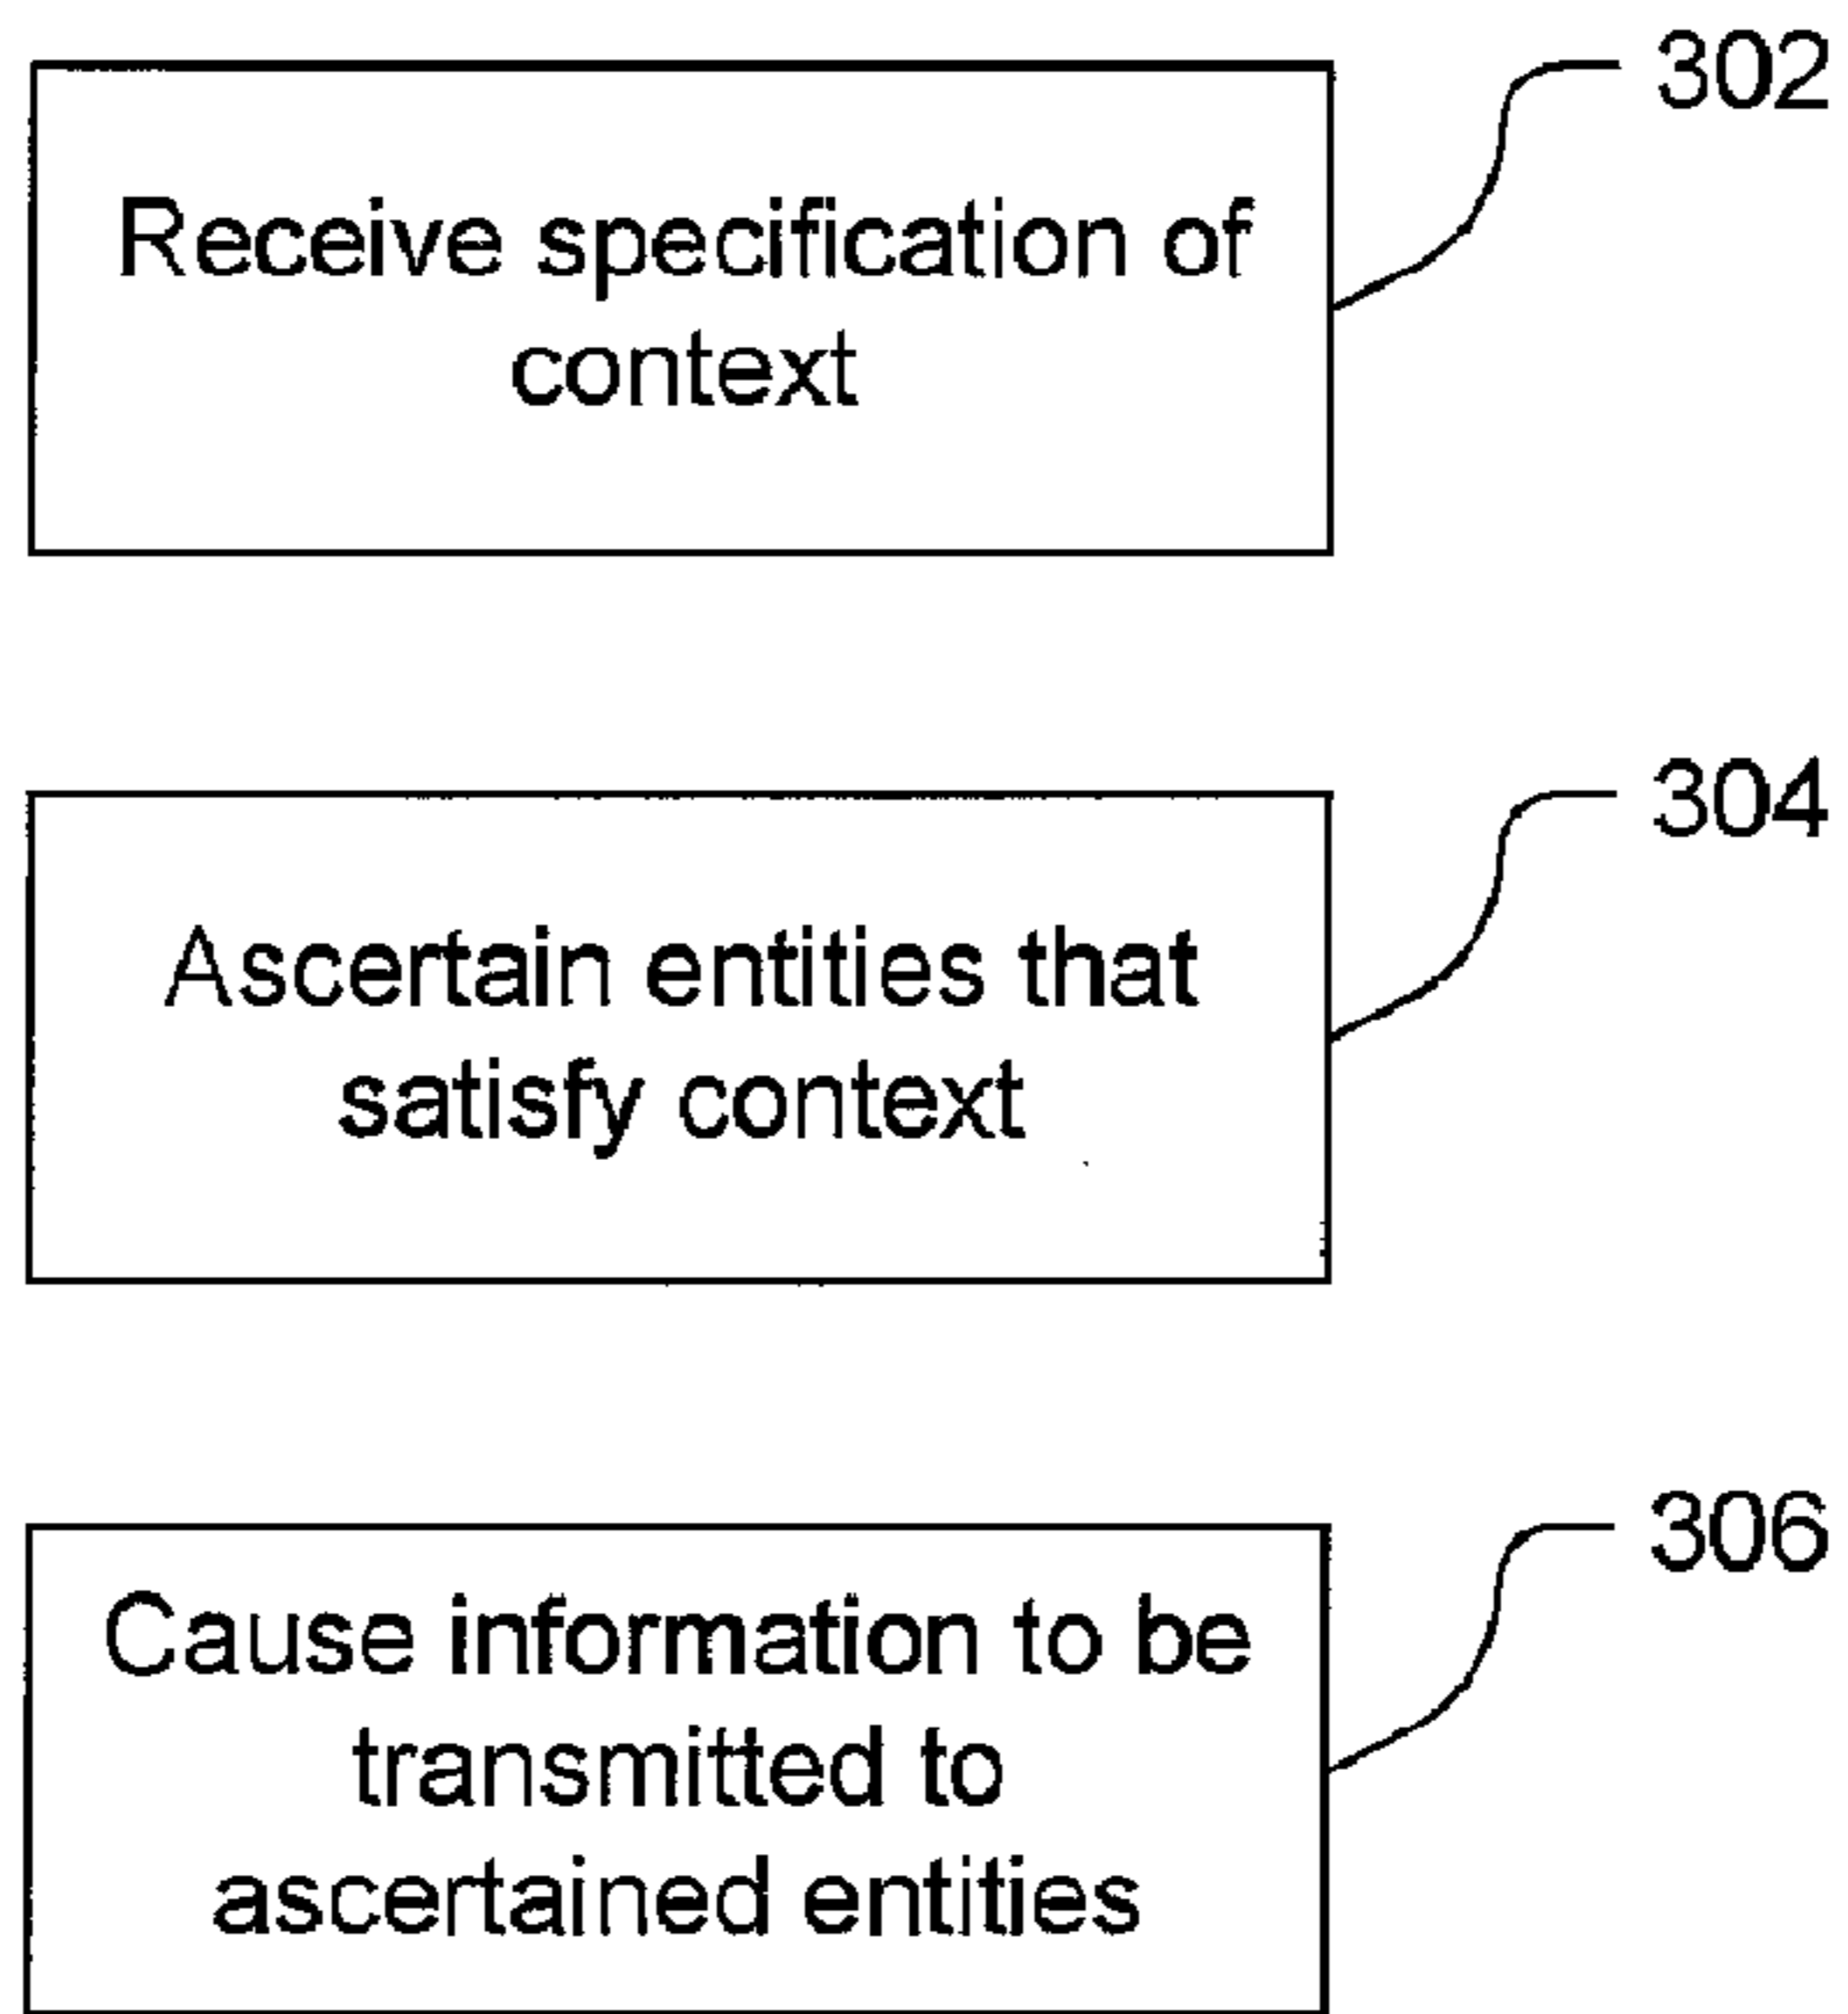 302
Receive specification of
context
304
Ascertain entities that
satisfy context
306
Cause information to be
transmitted to
ascertained entities